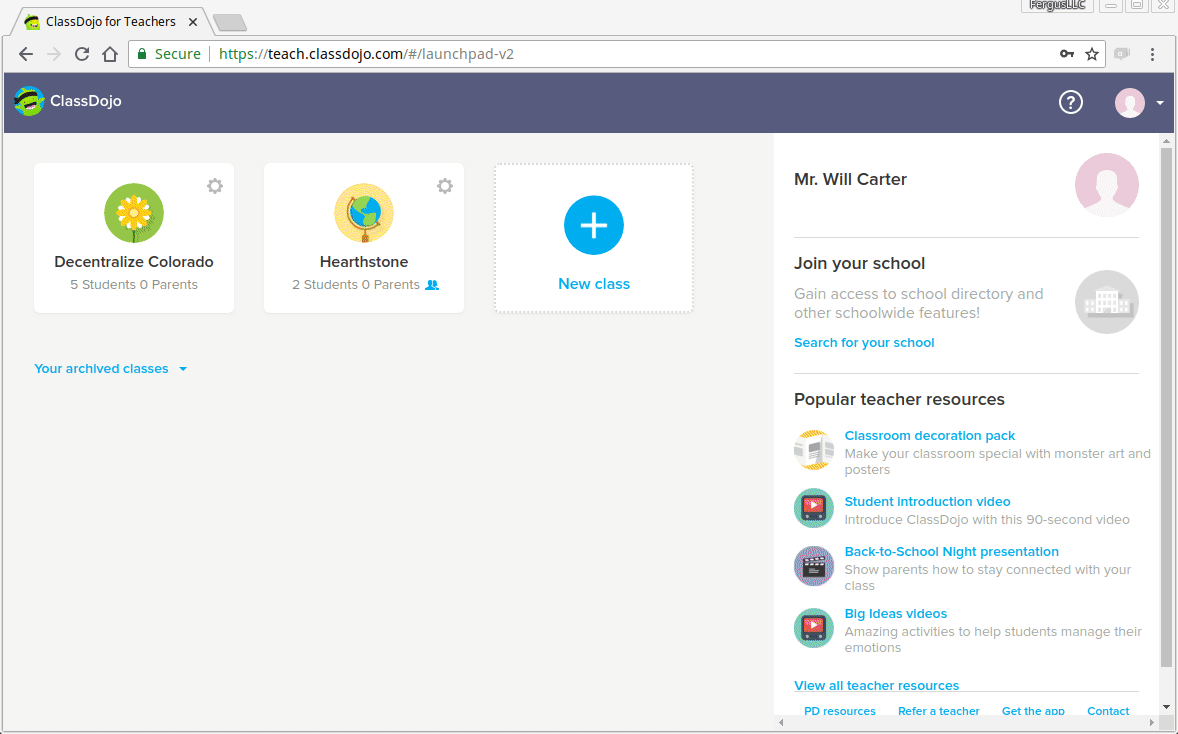 FergusLLC
ClassDojo for Teachers
Secure
https://teach.classdojo.com/#/launchpad-v2
ClassDojo
?
Decentralize Colorado
5 Students 0 Parents
Hearthstone
2 Students 0 Parents
New class
Your archived classes
Mr. Will Carter
Join your school
Gain access to school directory and
other schoolwide features!
Search for your school
Popular teacher resources
Classroom decoration pack
Make your classroom special with monster art and
posters
Student introduction video
Introduce ClassDojo with this 90-second video
Back-to-School Night presentation
Show parents how to stay connected with your
class
Big Ideas videos
Amazing activities to help students manage their
emotions
View all teacher resources
PD resources Refer a teacher Get the app Contact